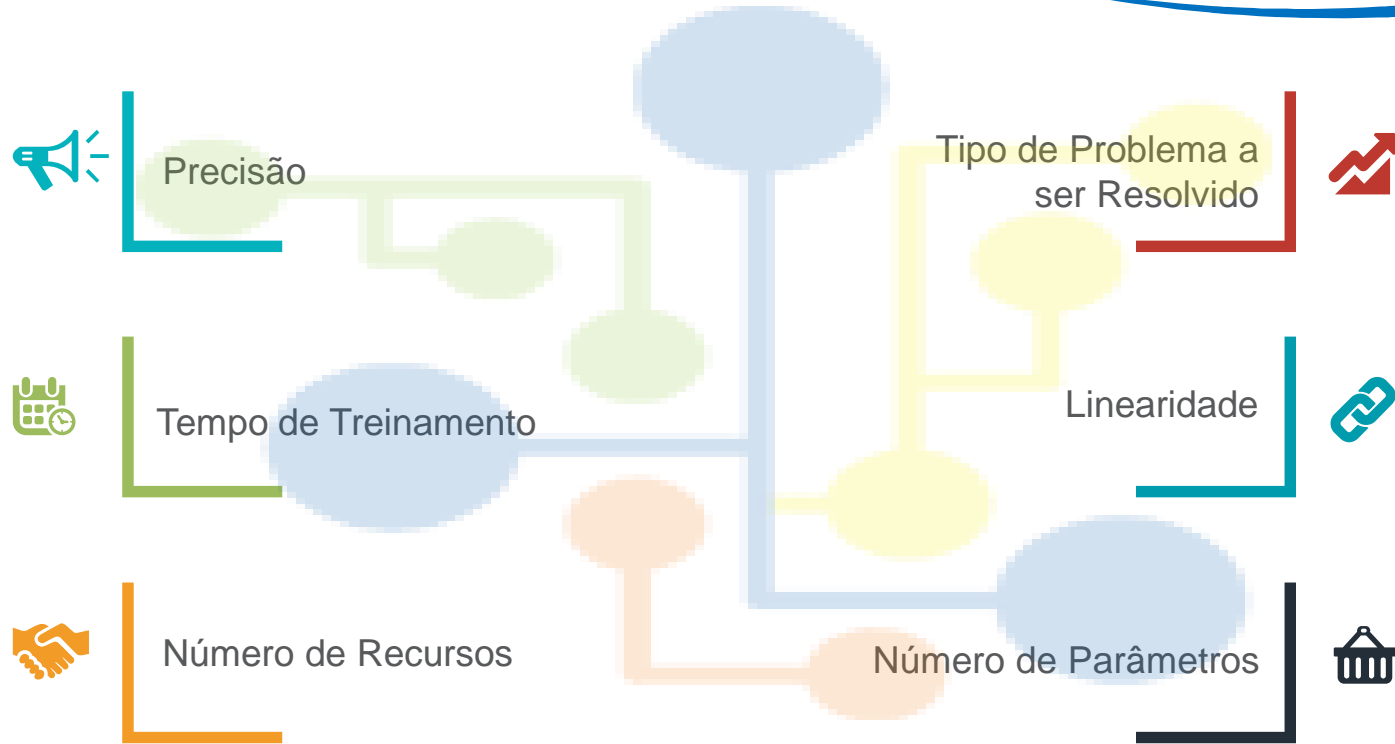 Precisão
Tipo de Problema a
ser Resolvido
Tempo de Treinamento
Linearidade
Número de Recursos
Número de Parâmetros